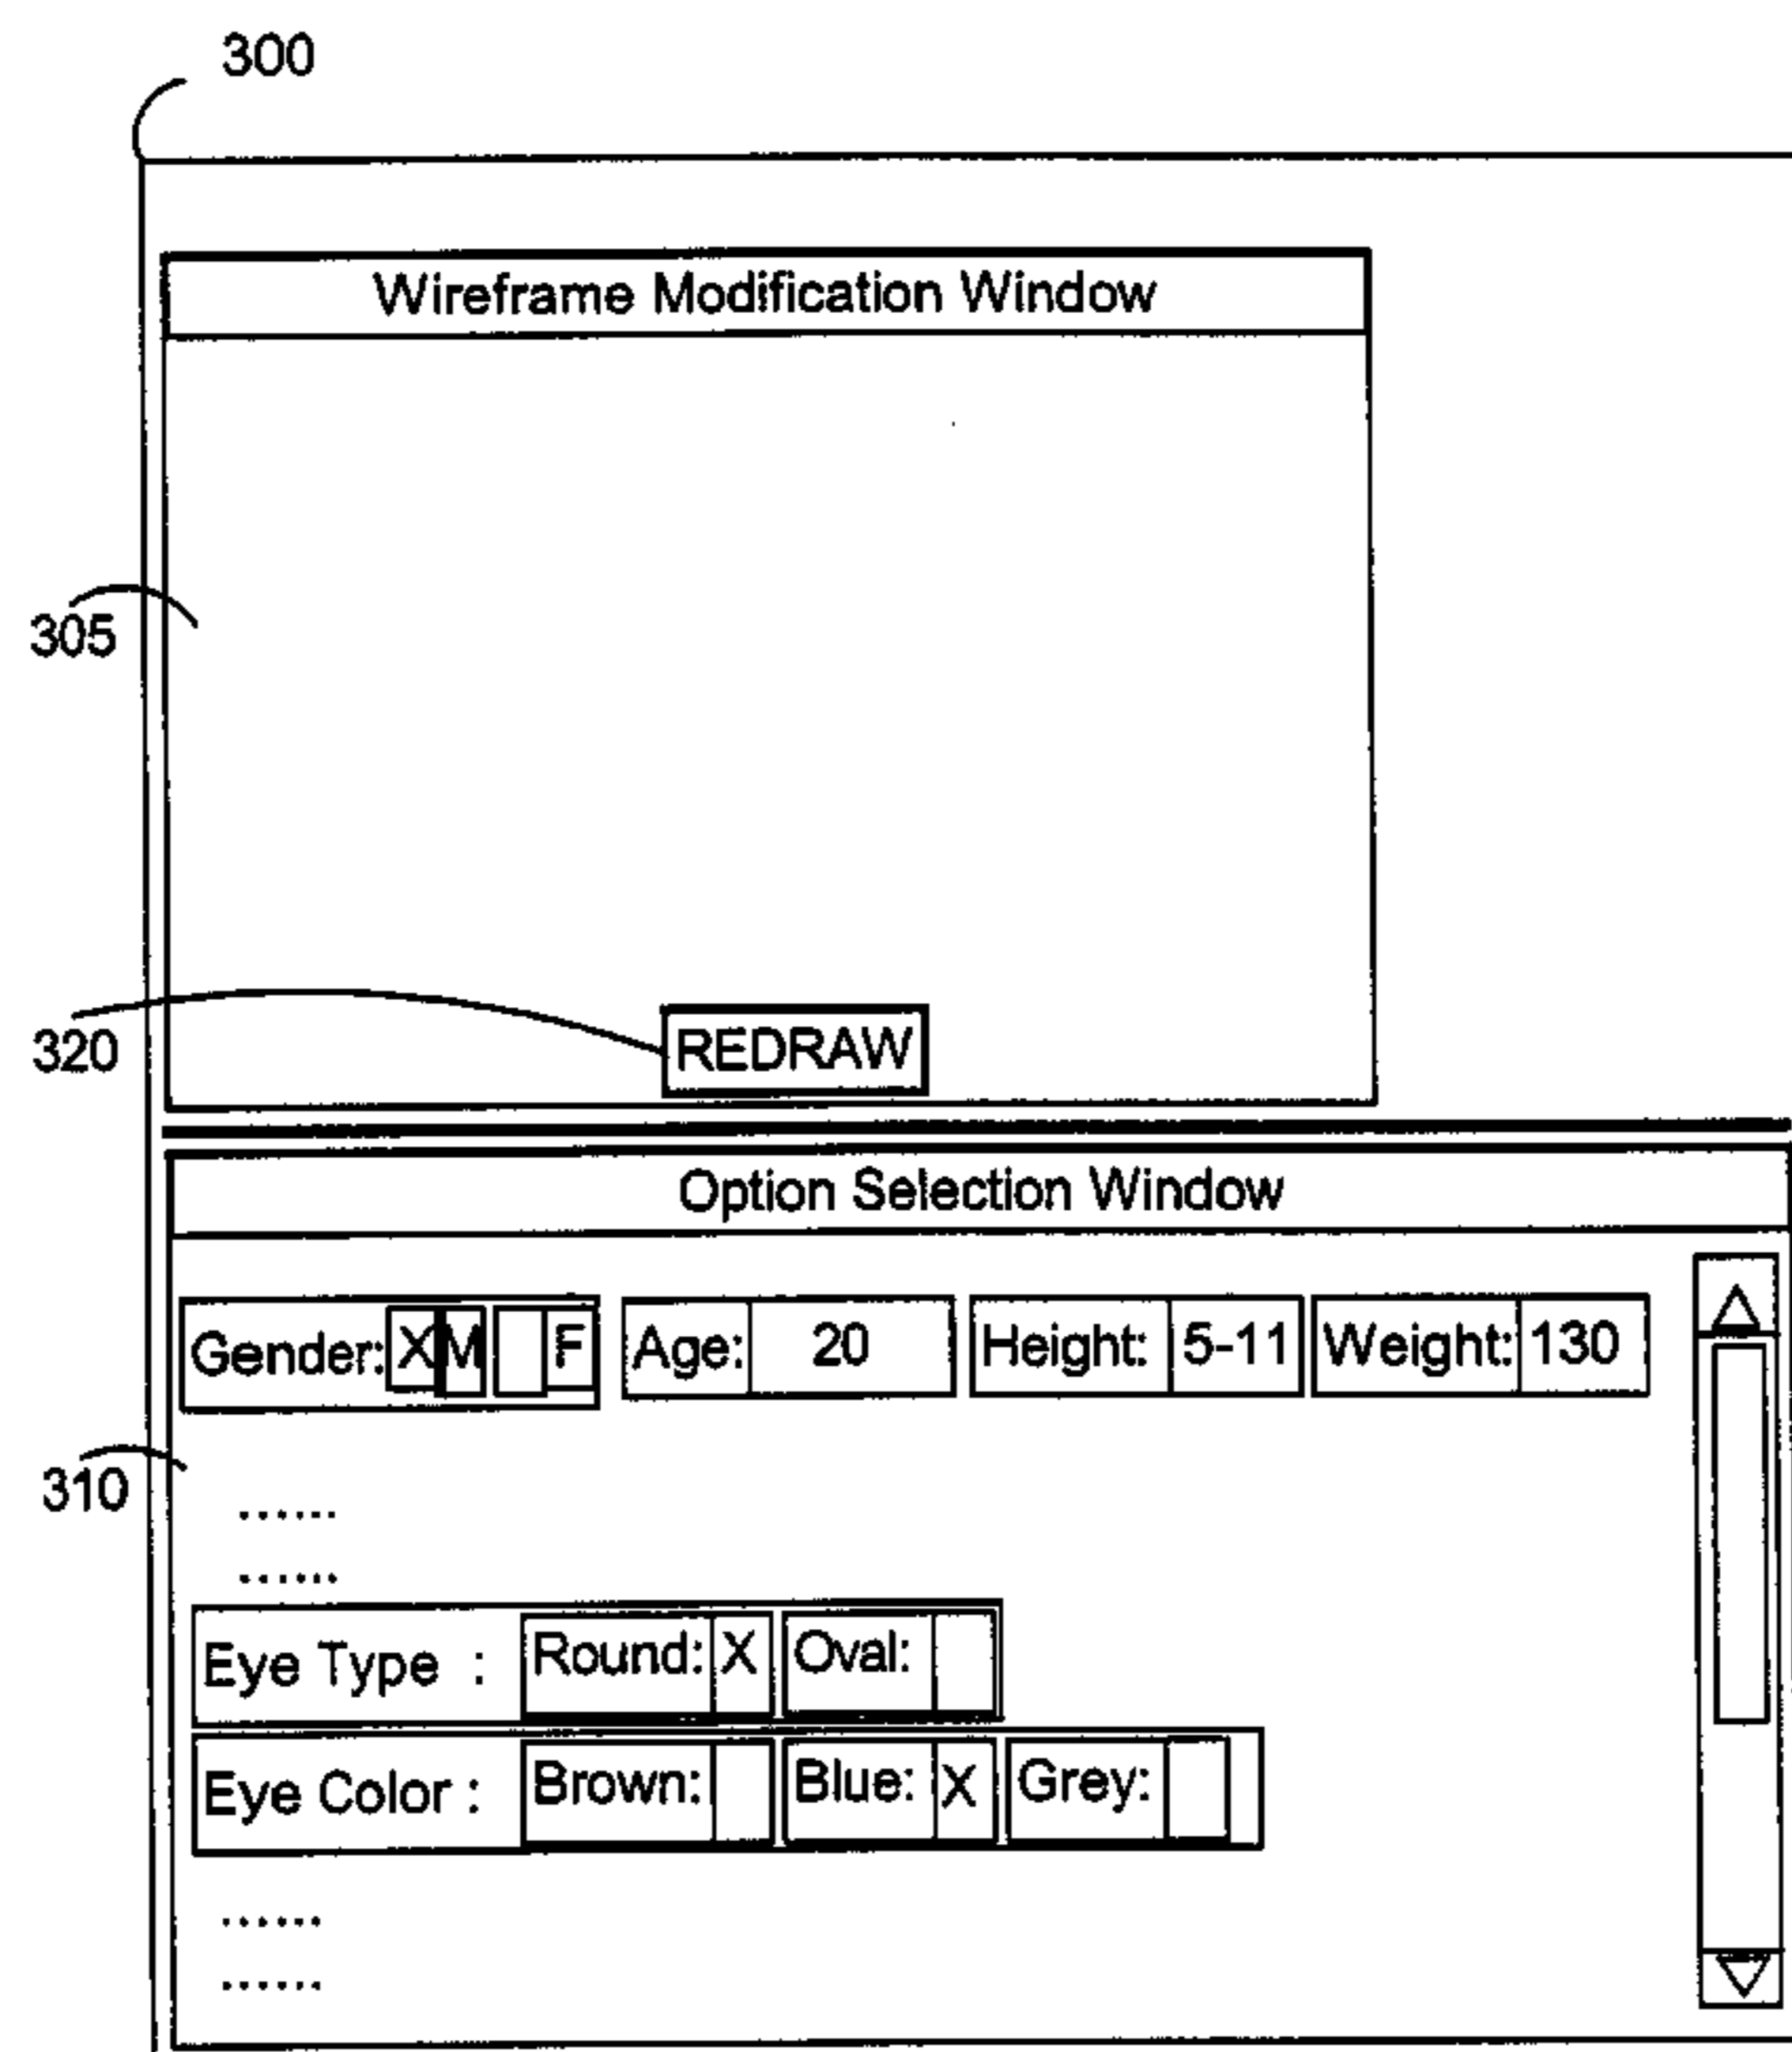 300
Wireframe Modification Window
305
320
REDRAW
Option Selection Window
Gender: X M F Age: 20 Height: 5-11 Weight: 130
310
......
......
Eye Type : Round: X Oval:
Eye Color : Brown: Blue: X Grey:
......
......